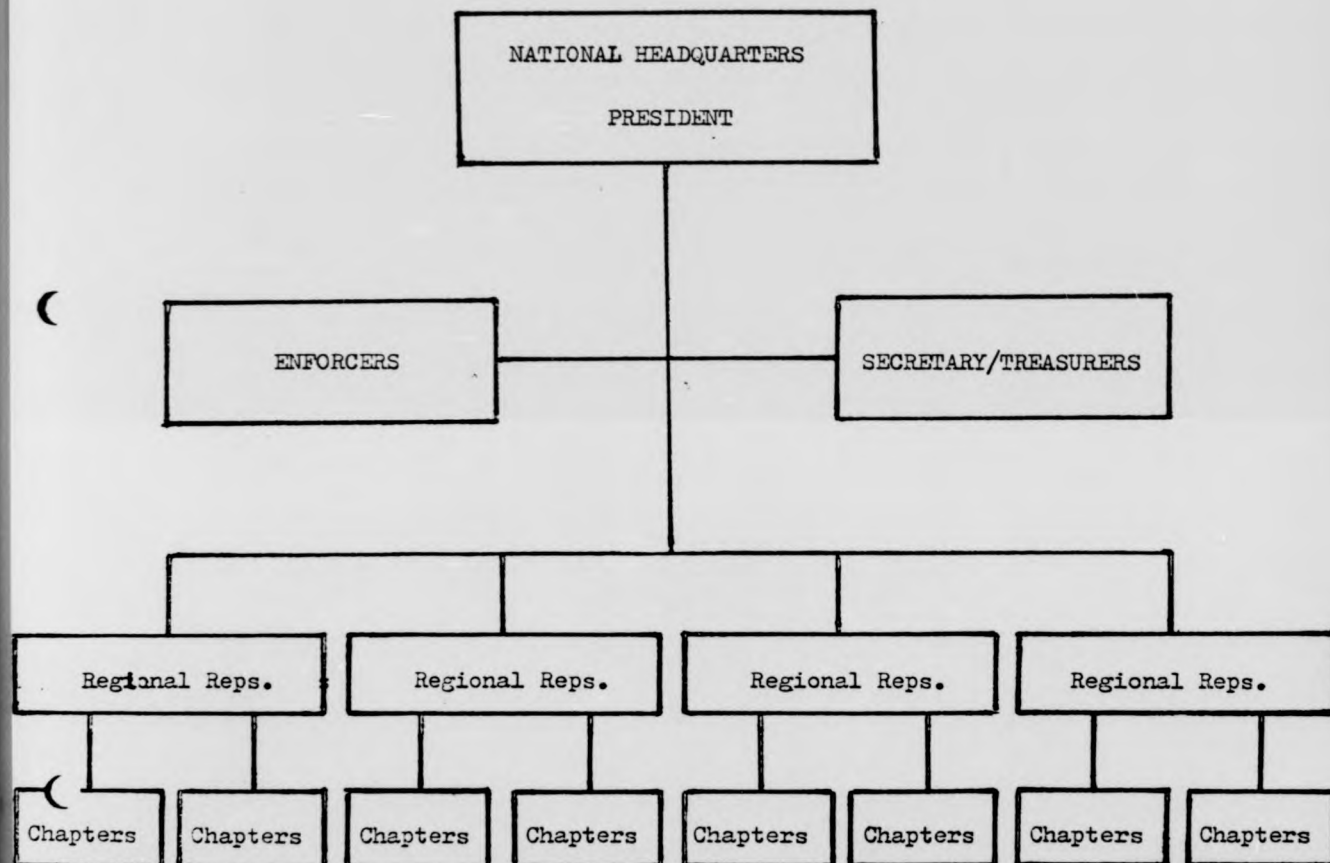 NATIONAL HEADQUARTERS
PRESIDENT
ENFORCERS SECRETARY/TREASURERS
Regional Reps. Regional Reps. Regional Reps. Regional Reps.
Chapters Chapters Chapters Chapters Chapters Chapters Chapters Chapters